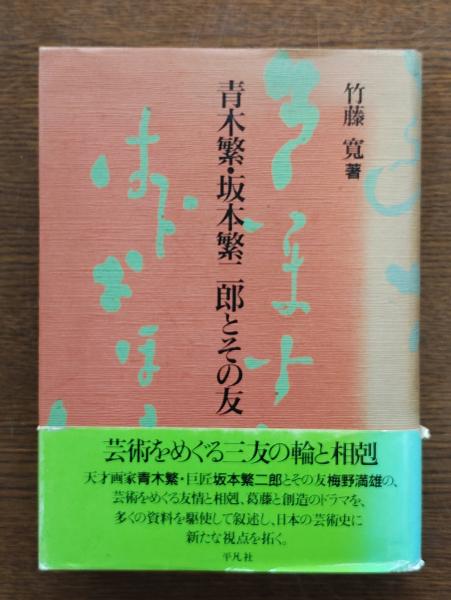 竹藤 寛 著
青木繁・坂本繁二郎とその友
芸術をめぐる三友の輪と相剋
天才画家青木繁・巨匠坂本繁二郎とその友梅野満雄の、
芸術をめぐる友情と相剋、葛藤と創造のドラマを、
多くの資料を駆使して叙述し、日本の芸術史に
新たな視点を拓く。
平凡社